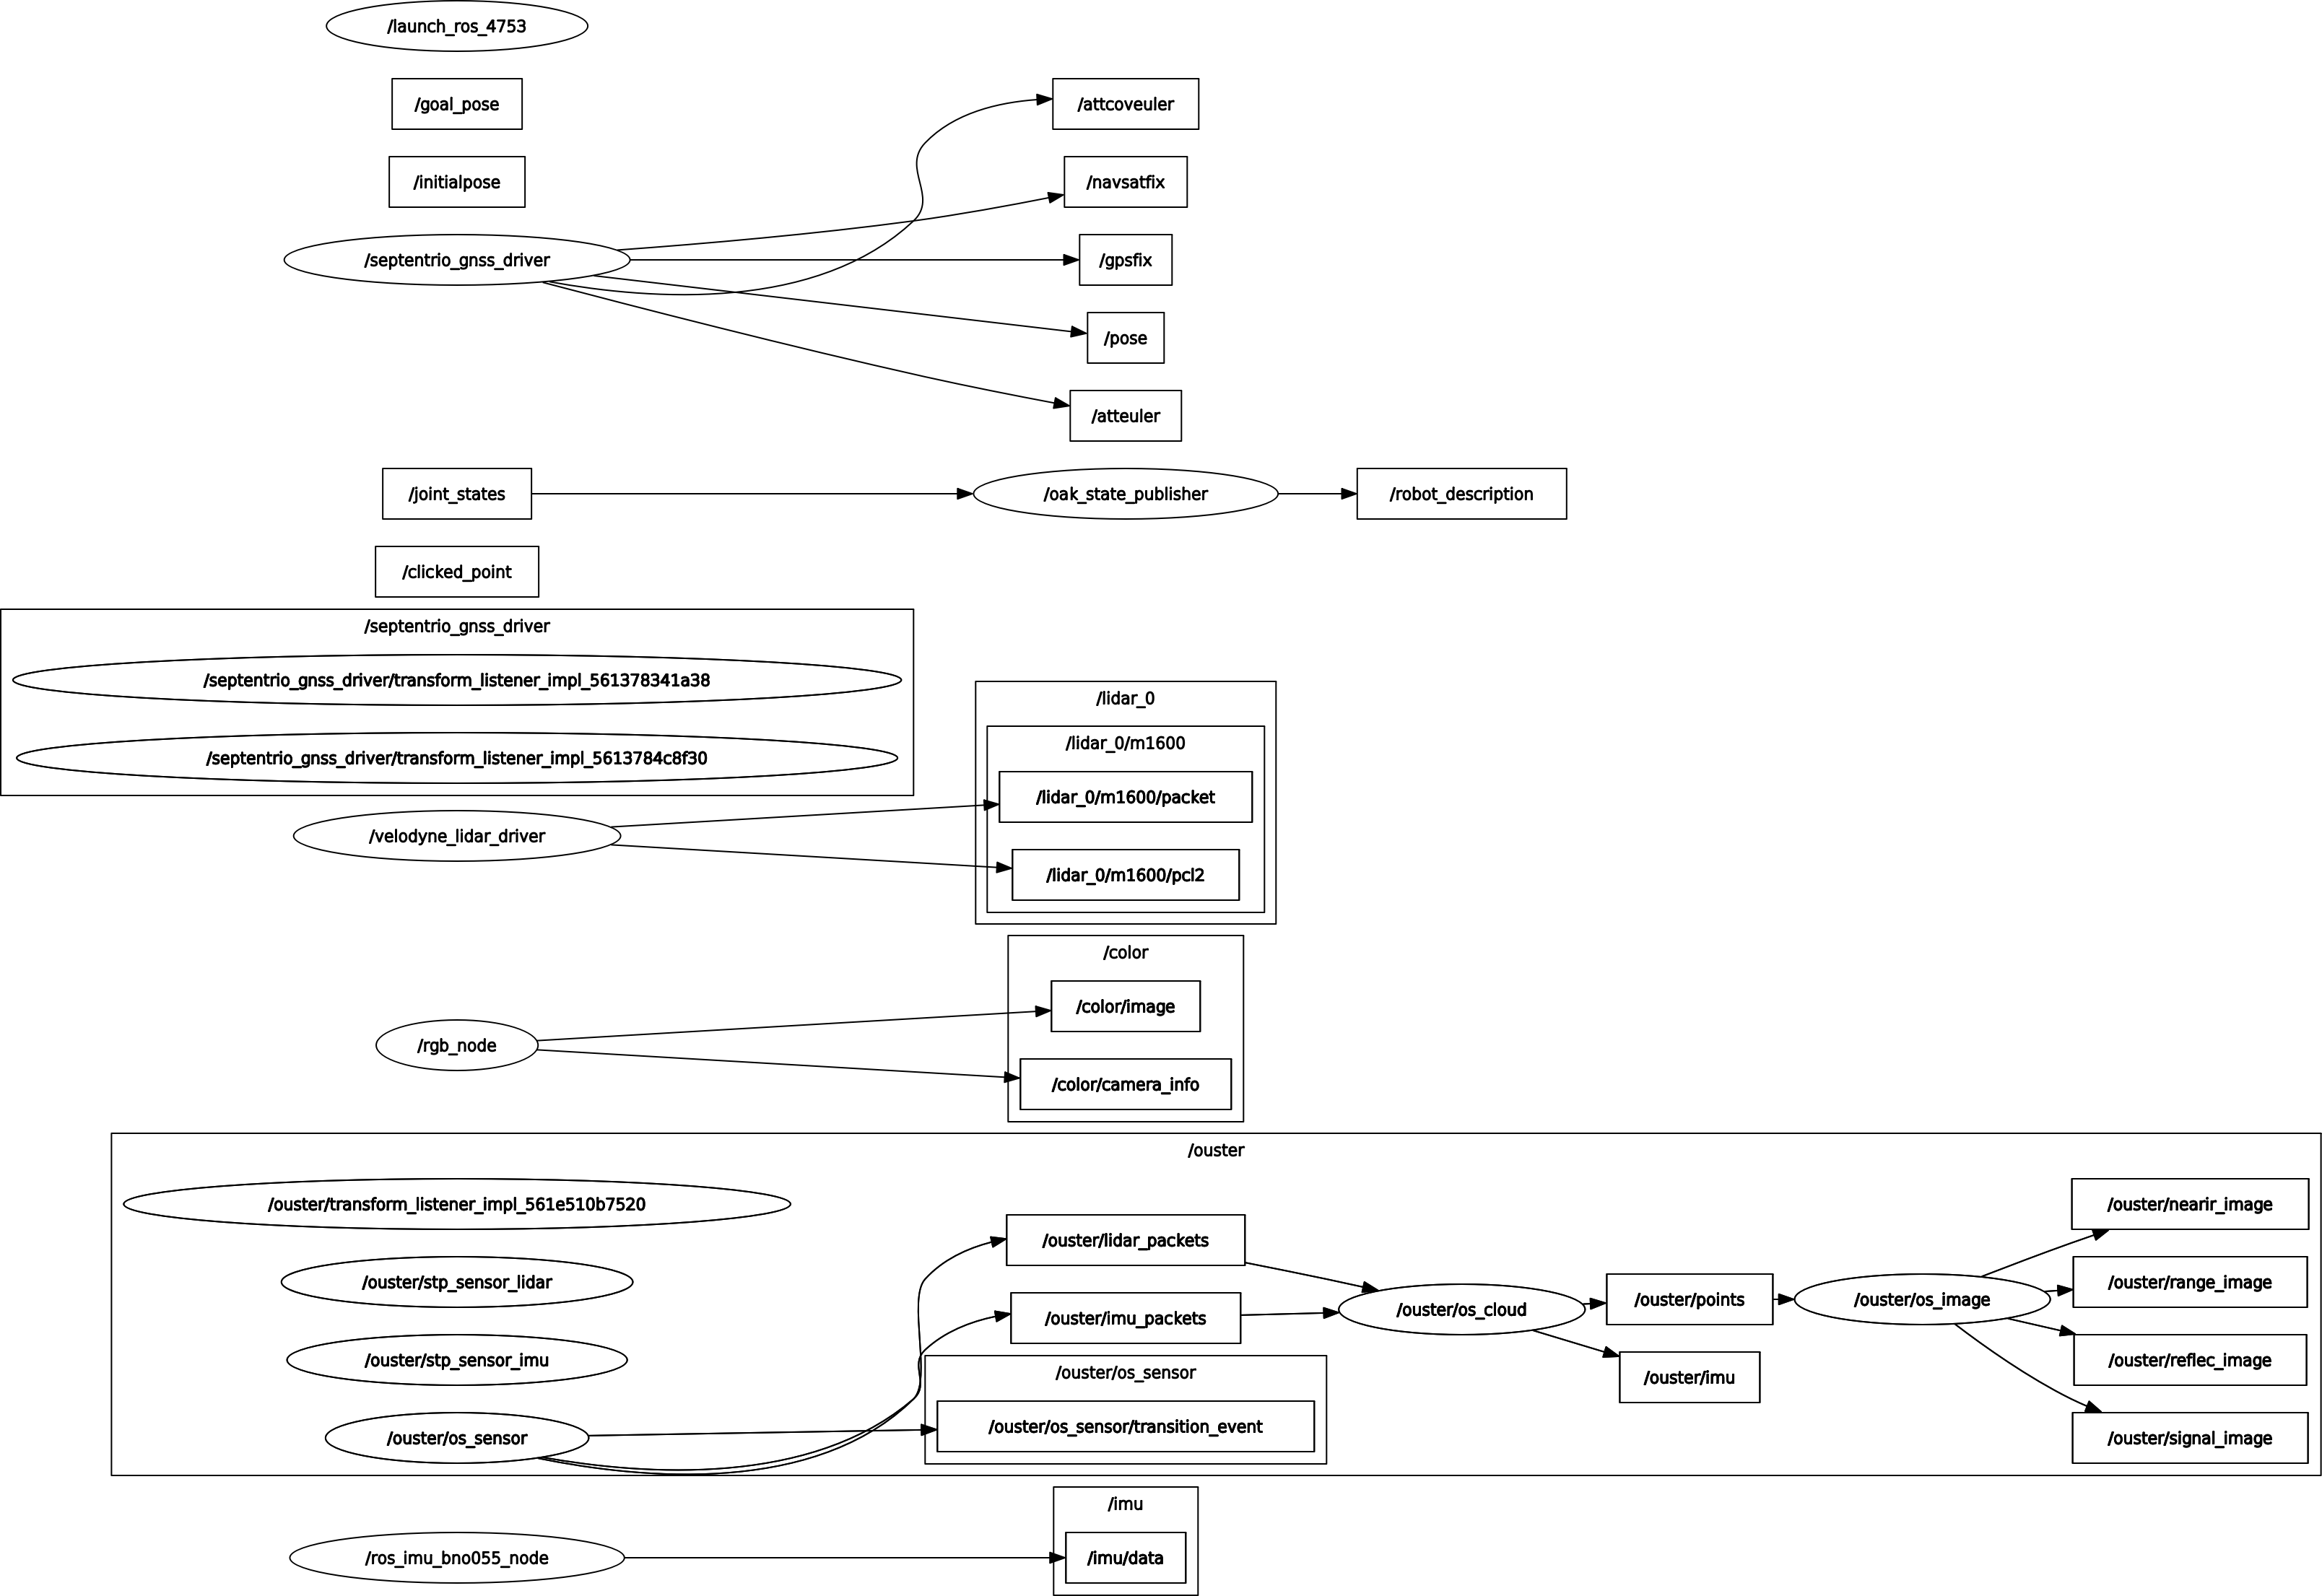 /launch_ros_4753
/goal_pose
/attcoveuler
/initialpose
/navsatfix
/septentrio_gnss_driver
/gpsfix
/pose
/atteuler
/joint_states
/oak_state_publisher
/robot_description
/clicked_point
/septentrio_gnss_driver
/septentrio_gnss_driver/transform_listener_impl_561378341a38
/septentrio_gnss_driver/transform_listener_impl_5613784c8f30
/lidar_0
/lidar_0/m1600
/lidar_0/m1600/packet
/velodyne_lidar_driver
/lidar_0/m1600/pcl2
/color
/color/image
/rgb_node
/color/camera_info
/ouster
/ouster/transform_listener_impl_561e510b7520
/ouster/stp_sensor_lidar
/ouster/stp_sensor_imu
/ouster/os_sensor
/ouster/lidar_packets
/ouster/imu_packets
/ouster/os_sensor
/ouster/os_sensor/transition_event
/ouster/os_cloud
/ouster/points
/ouster/imu
/ouster/os_image
/ouster/nearir_image
/ouster/range_image
/ouster/reflec_image
/ouster/signal_image
/imu
/ros_imu_bno055_node
/imu/data